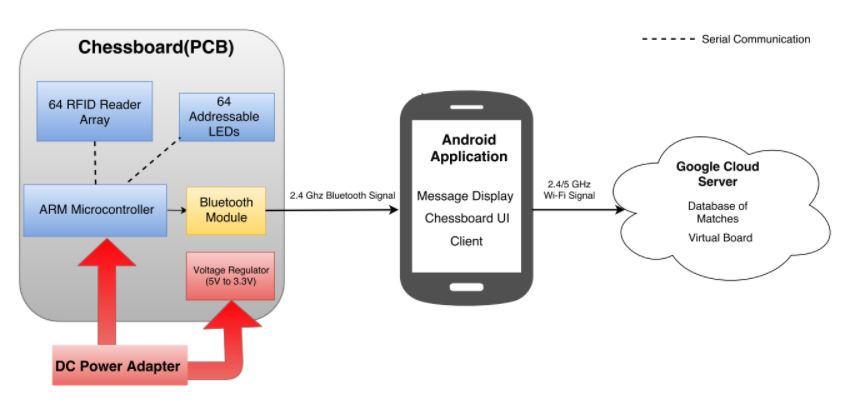 Chessboard(PCB)
Serial Communication
64 RFID Reader
Array
64
Addressable
LEDs
Android
Application
Google Cloud
Server
ARM Microcontroller
Bluetooth
Module
2.4 Ghz Bluetooth Signal
Message Display
Chessboard UI
Client
2.4/5 GHz
Wi-Fi Signal
Database of
Matches
Virtual Board
Voltage Regulator
(5V to 3.3V)
DC Power Adapter